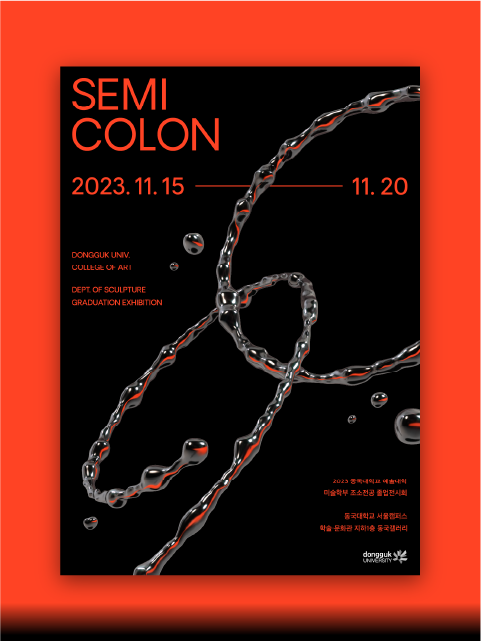 SEMI
COLON
2023. 11. 15
11. 20
DONGGUK UNIV.
COLLEGE OF ART
DEPT. OF SCULPTURE
GRADUATION EXHIBITION
2023 동국대학교 예술대학
미술학부 조소전공 졸업전시회
동국대학교 서울캠퍼스
학술·문화관 지하1층 동국갤러리
dongguk
UNIVERSITY